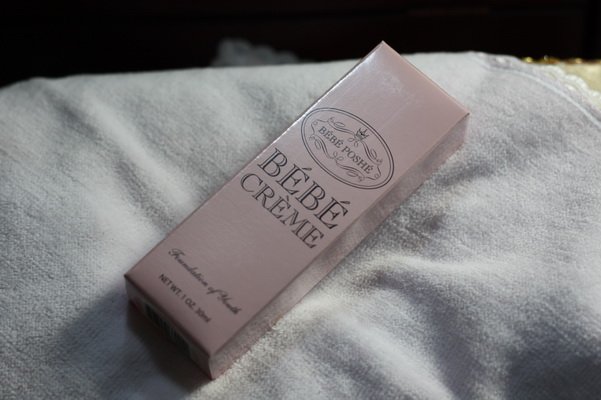 BÉBÉ POSHÉ
BÉBÉ
CRÈME
Foundation of Youth
NET WT. 1 OZ. 30ml